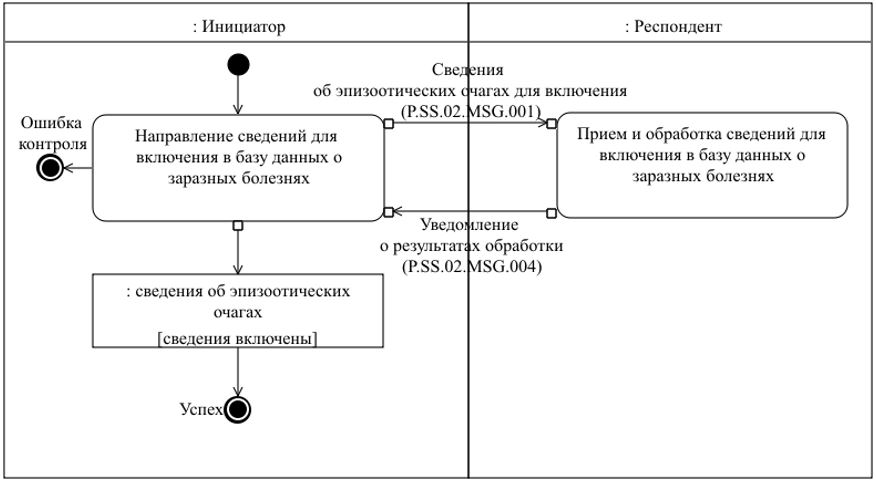 : Инициатор
: Респондент
Сведения
об эпизоотических очагах для включения
(P.SS.02.MSG.001)
Ошибка
контроля
Направление сведений для
включения в базу данных о
заразных болезнях
Прием и обработка сведений для
включения в базу данных о
заразных болезнях
Уведомление
о результатах обработки
(P.SS.02.MSG.004)
: сведения об эпизоотических
очагах
[сведения включены]
Успех